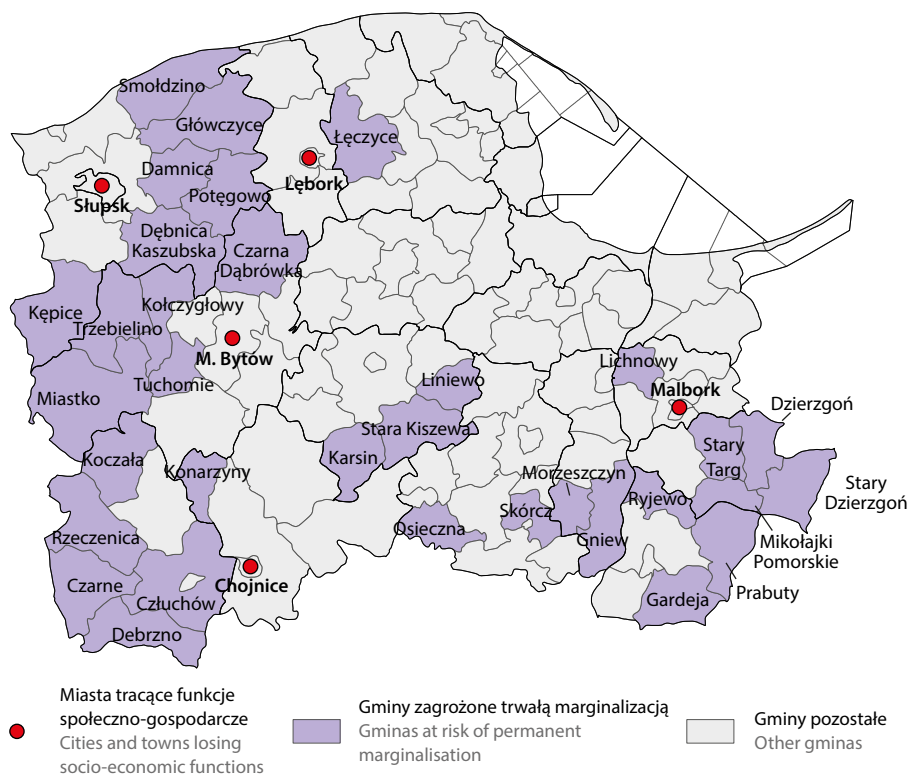 Smołdzino
Główczyce
Łęczyce
Damnica
Lębork
Potęgowo
Słupsk
Dębnica
Kaszubska
Czarna
Dąbrówka
Kępice
Kołczygłowy
Trzebielino
M. Bytów
Lichnowy
Liniewo
Tuchomie
Malbork
Miastko
Dzierzgoń
Stara Kiszewa
Stary
Targ
Koczała
Karsin
Konarzyny
Morzeszczyn
Ryjewo
Stary
Dzierzgoń
Skórcz
Osieczna
Rzeczenica
Gniew
Mikołajki
Pomorskie
Czarne
Chojnice
Prabuty
Człuchów
Gardeja
Debrzno
Miasta tracące funkcje
społeczno-gospodarcze
Cities and towns losing
socio-economic functions
Gminy zagrożone trwałą marginalizacją
Gminas at risk of permanent
marginalisation
Gminy pozostałe
Other gminas